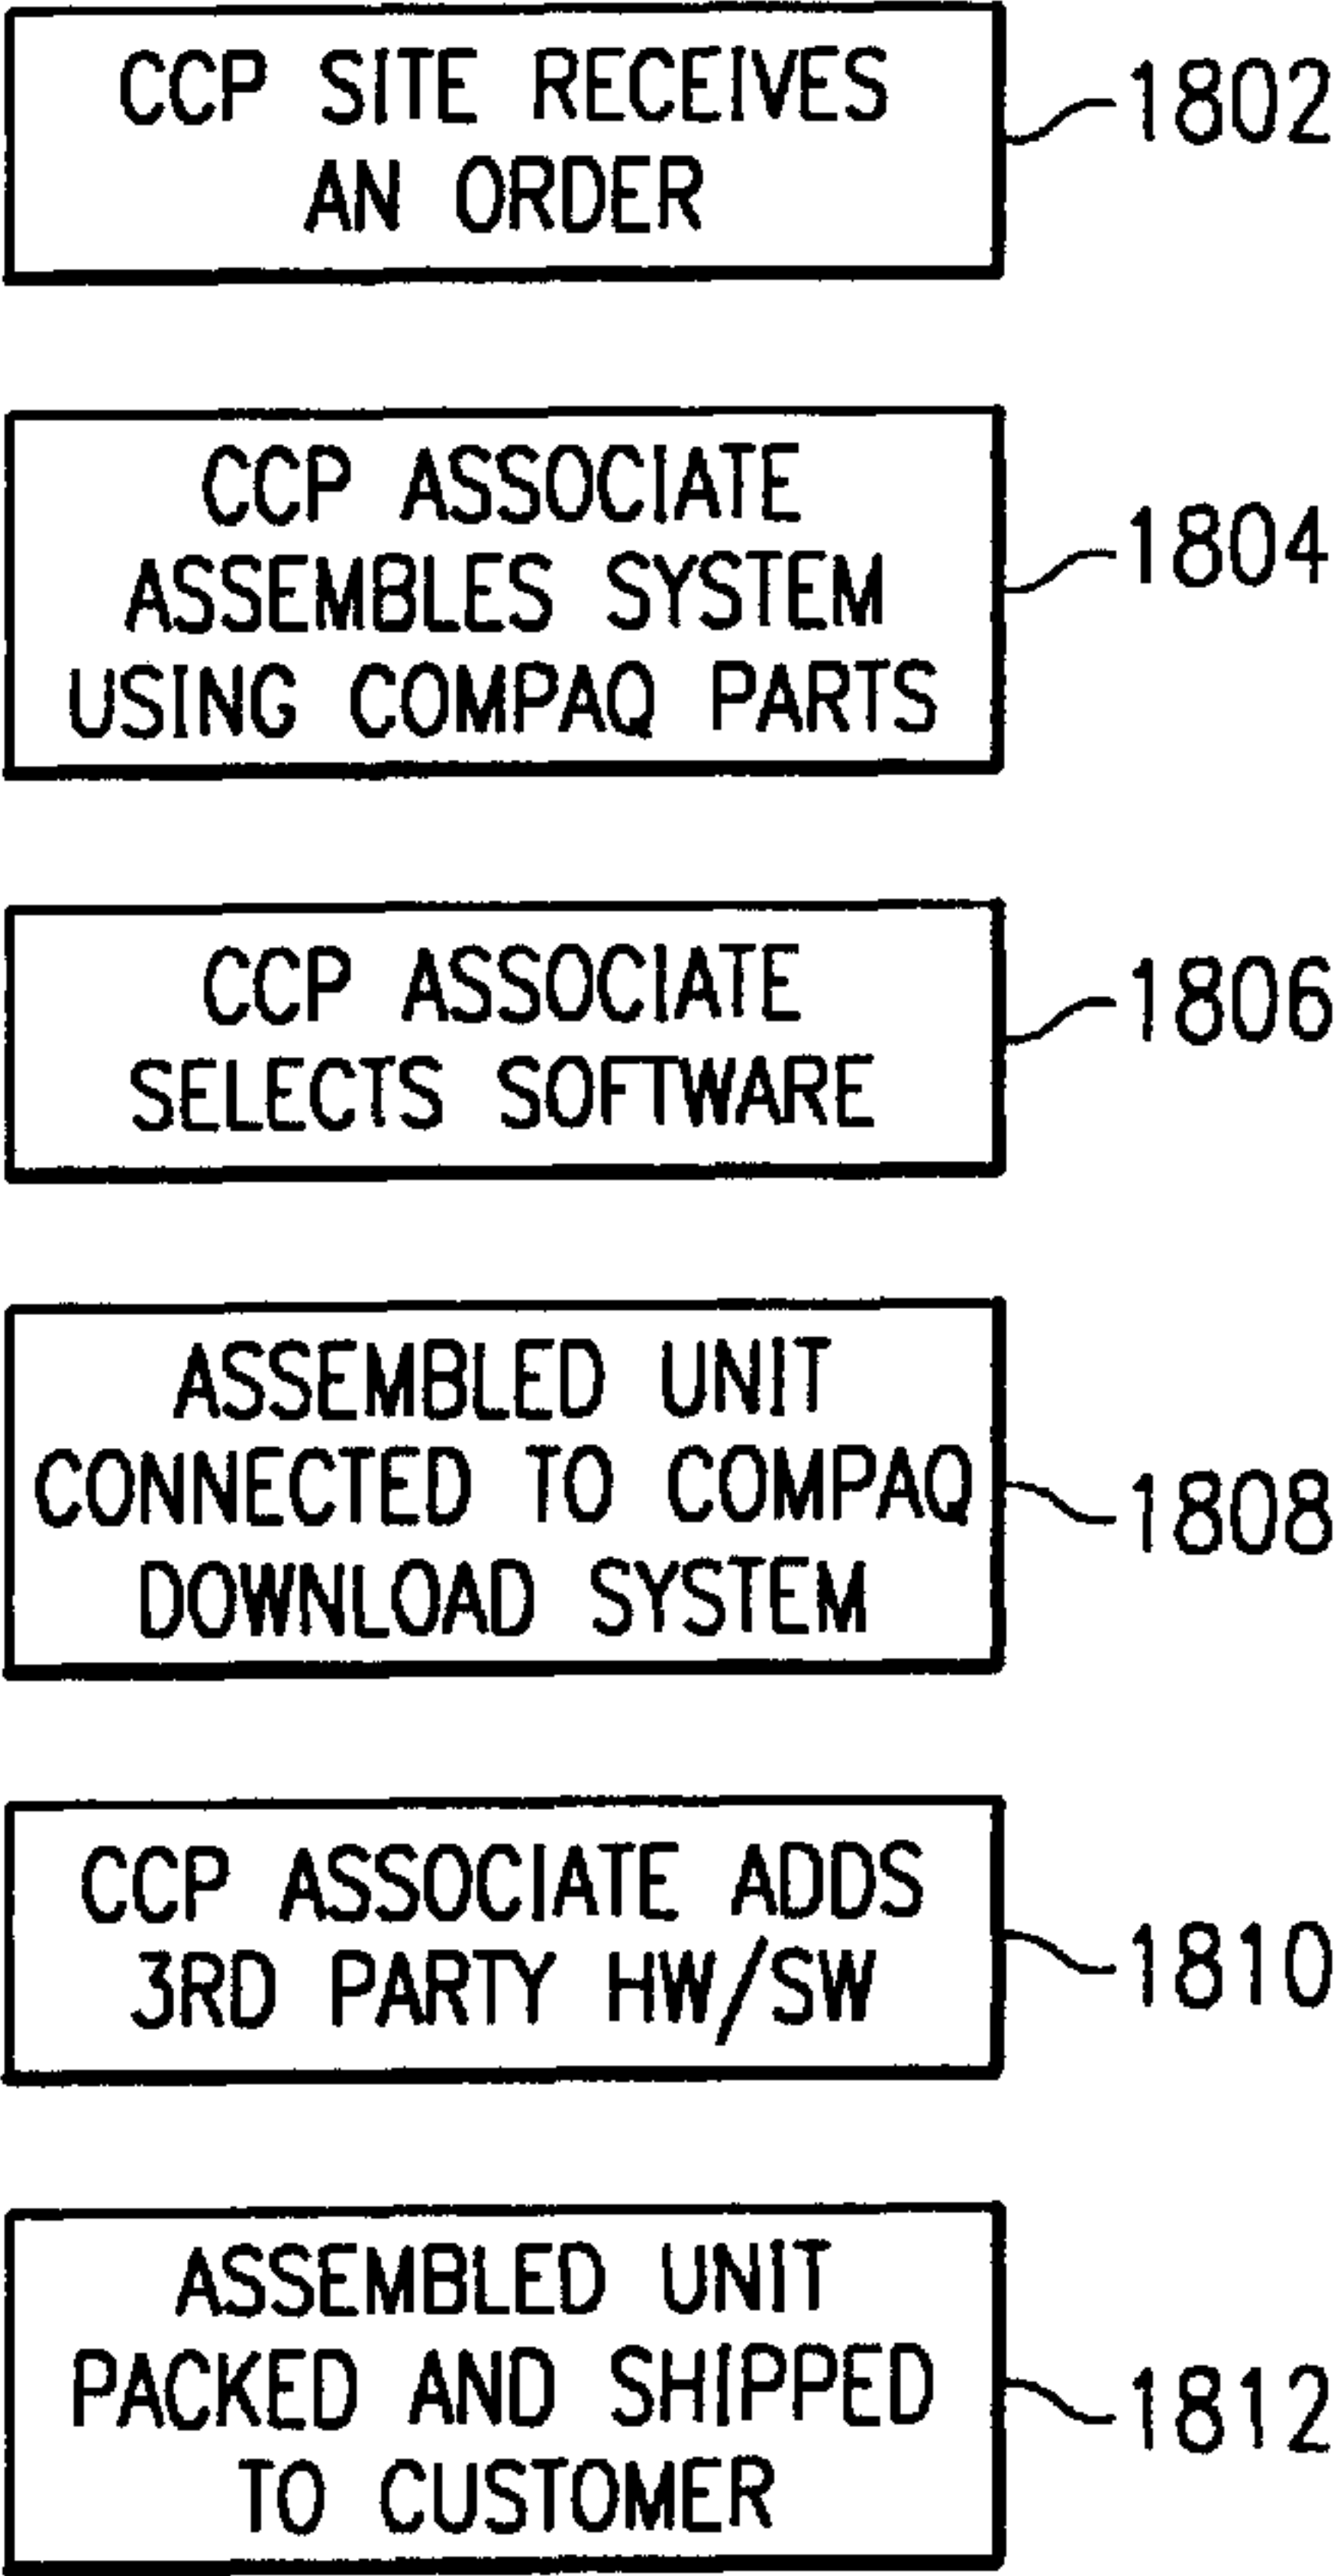 CCP SITE RECEIVES
AN ORDER
1802
CCP ASSOCIATE
ASSEMBLES SYSTEM
USING COMPAQ PARTS
1804
CCP ASSOCIATE
SELECTS SOFTWARE
1806
ASSEMBLED UNIT
CONNECTED TO COMPAQ
DOWNLOAD SYSTEM
1808
CCP ASSOCIATE ADDS
3RD PARTY HW/SW
1810
ASSEMBLED UNIT
PACKED AND SHIPPED
TO CUSTOMER
1812